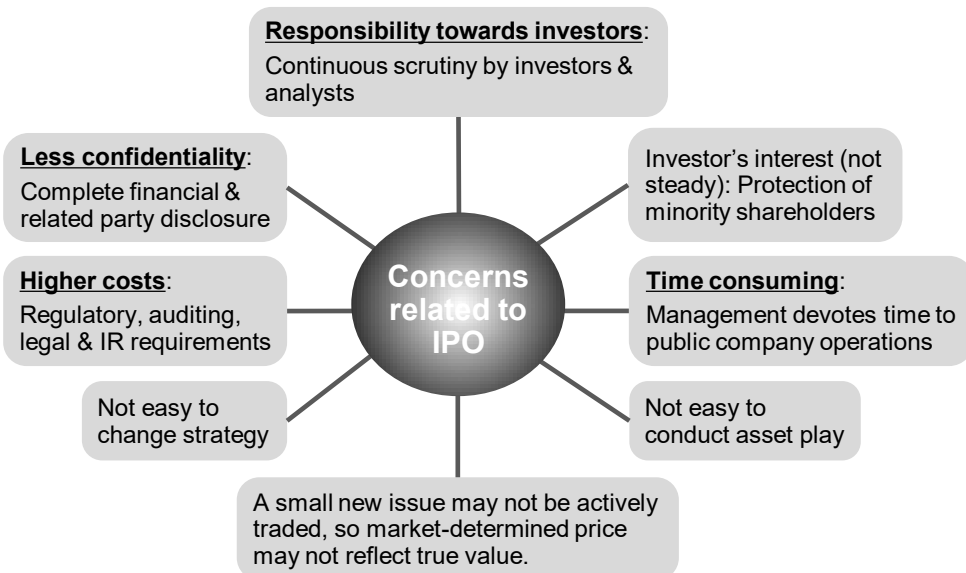 Responsibility towards investors:
Continuous scrutiny by investors &
analysts
Less confidentiality:
Complete financial &
related party disclosure
Investor’s interest (not
steady): Protection of
minority shareholders
Concerns
related to
IPO
Higher costs:
Regulatory, auditing,
legal & IR requirements
Time consuming:
Management devotes time to
public company operations
Not easy to
change strategy
Not easy to
conduct asset play
A small new issue may not be actively
traded, so market-determined price
may not reflect true value.